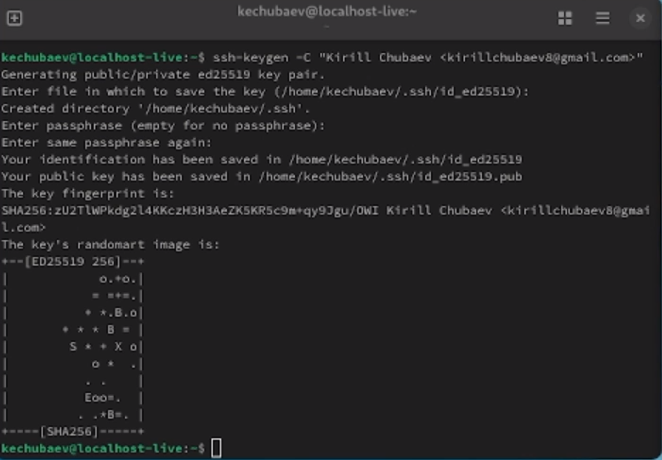 kechubaev@localhost-live:~
kechubaev@localhost-live:~$ ssh-keygen -C "Kirill Chubaev <kirillchubaev8@gmail.com>"
Generating public/private ed25519 key pair.
Enter file in which to save the key (/home/kechubaev/.ssh/id_ed25519):
Created directory '/home/kechubaev/.ssh'.
Enter passphrase (empty for no passphrase):
Enter same passphrase again:
Your identification has been saved in /home/kechubaev/.ssh/id_ed25519
Your public key has been saved in /home/kechubaev/.ssh/id_ed25519.pub
The key fingerprint is:
SHA256:zU2TlWPkdg2l4KKczH3H3AeZK5KR5c9m+qy9Jgu/OWI Kirill Chubaev <kirillchubaev8@gmai
l.com>
The key's randomart image is:
+--[ED25519 256]--+
|            o.+o.|
|           = =+=.|
|          + *.B.o|
|       + * * B = |
|        S * + X o|
|           o *  .|
|          . .    |
|          Eoo=.  |
|         . .*B=. |
+----[SHA256]-----+
kechubaev@localhost-live:~$